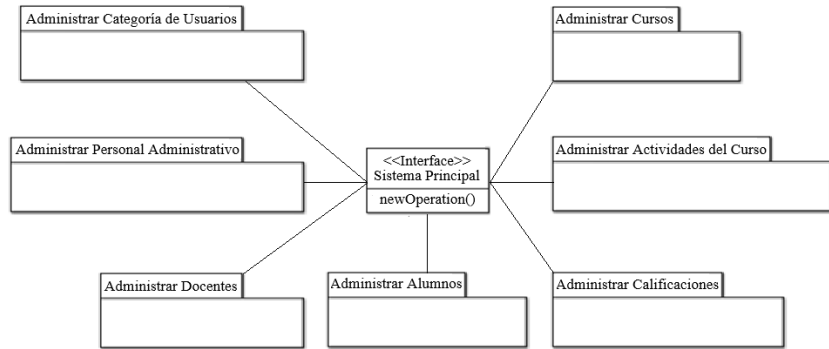 Administrar Categoría de Usuarios
Administrar Cursos
Administrar Personal Administrativo
<<Interface>>
Sistema Principal
newOperation()
Administrar Actividades del Curso
Administrar Docentes
Administrar Alumnos
Administrar Calificaciones